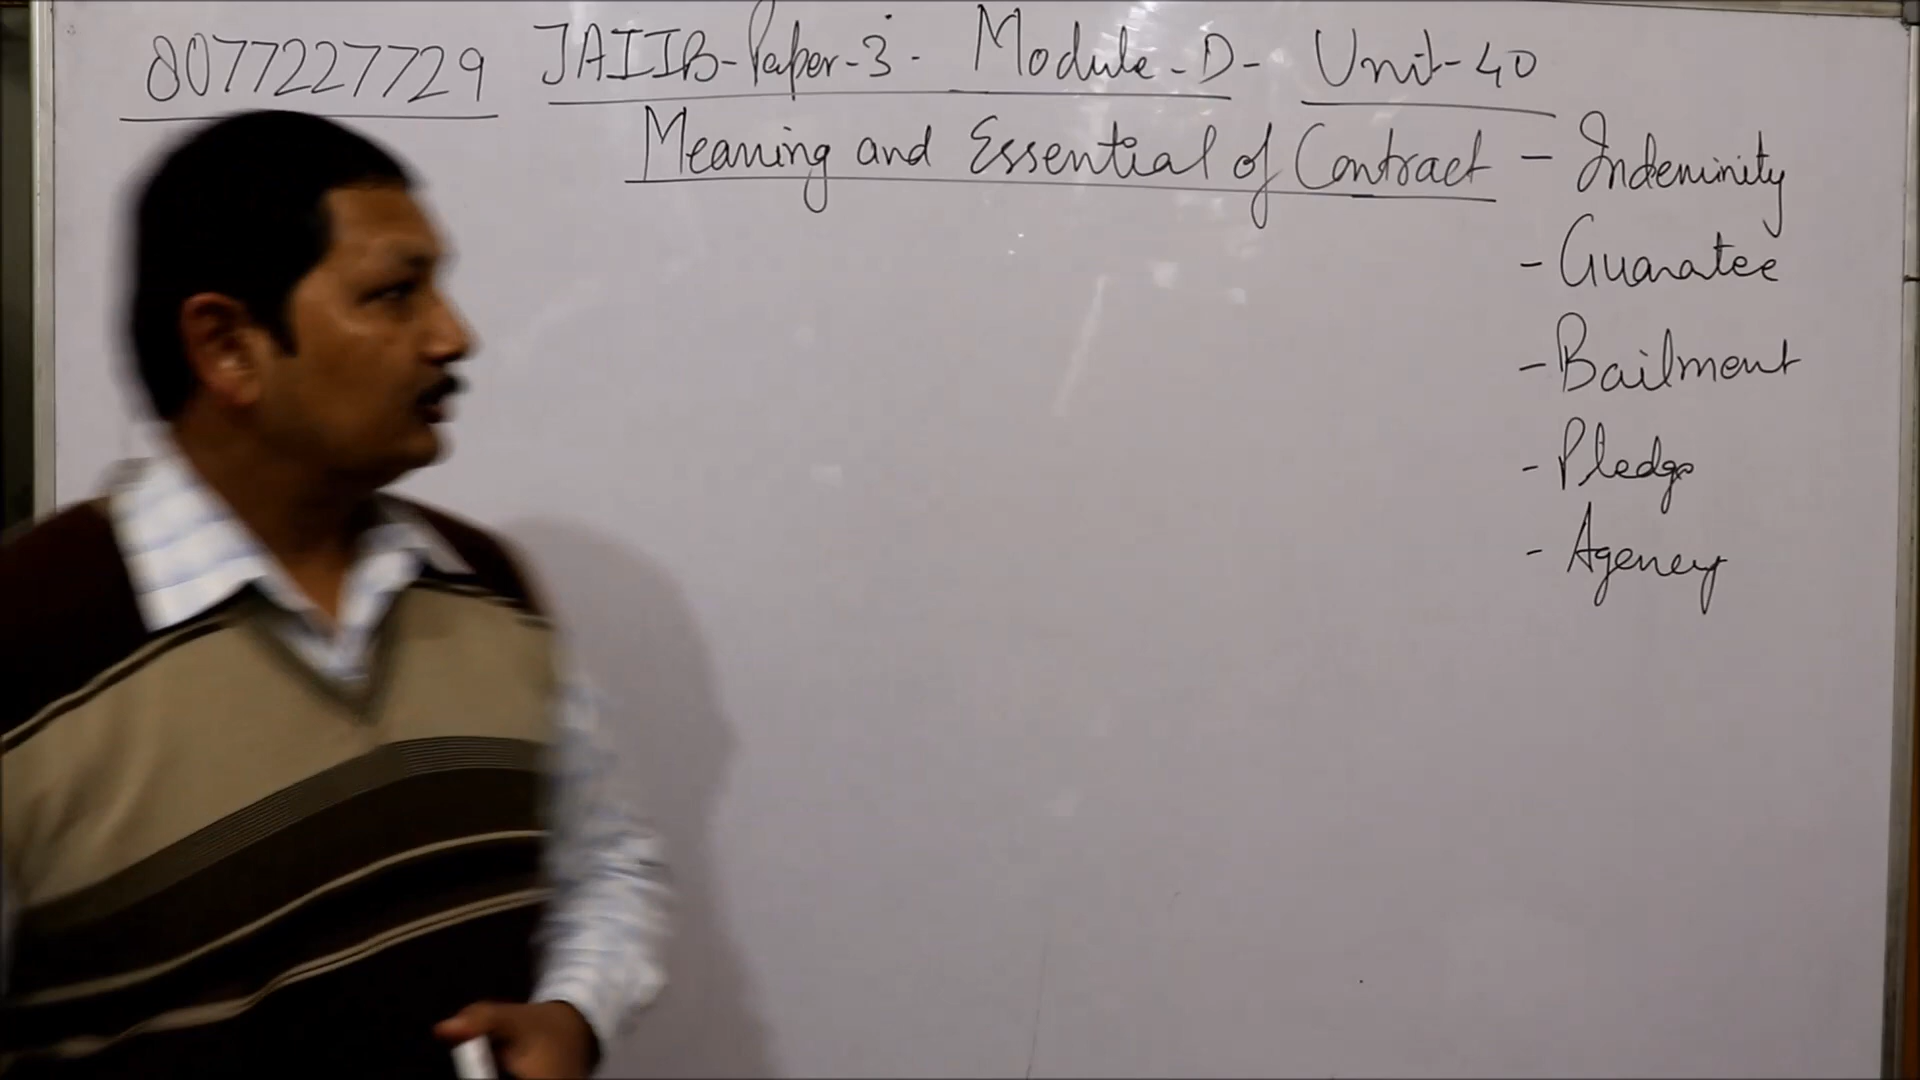 8077227729 JAIIB-Paper-3. Module-D- Unit-40
Meaning and Essential of Contract - Indeminity
- Guaratee
- Bailment
- Pledge
- Agency